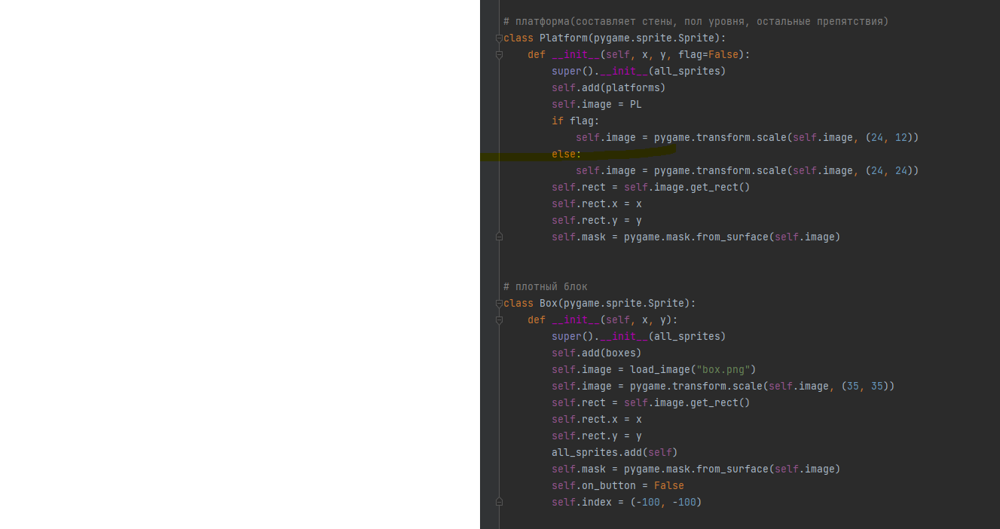 # платформа(составляет стены, пол уровня, остальные препятствия)
class Platform(pygame.sprite.Sprite):
    def __init__(self, x, y, flag=False):
        super().__init__(all_sprites)
        self.add(platforms)
        self.image = PL
        if flag:
            self.image = pygame.transform.scale(self.image, (24, 12))
        else:
            self.image = pygame.transform.scale(self.image, (24, 24))
        self.rect = self.image.get_rect()
        self.rect.x = x
        self.rect.y = y
        self.mask = pygame.mask.from_surface(self.image)
# плотный блок
class Box(pygame.sprite.Sprite):
    def __init__(self, x, y):
        super().__init__(all_sprites)
        self.add(boxes)
        self.image = load_image("box.png")
        self.image = pygame.transform.scale(self.image, (35, 35))
        self.rect = self.image.get_rect()
        self.rect.x = x
        self.rect.y = y
        all_sprites.add(self)
        self.mask = pygame.mask.from_surface(self.image)
        self.on_button = False
        self.index = (-100, -100)